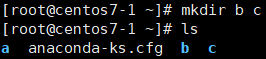 [root@centos7-1 ~]# mkdir b c
[root@centos7-1 ~]# ls
a  anaconda-ks.cfg  b  c